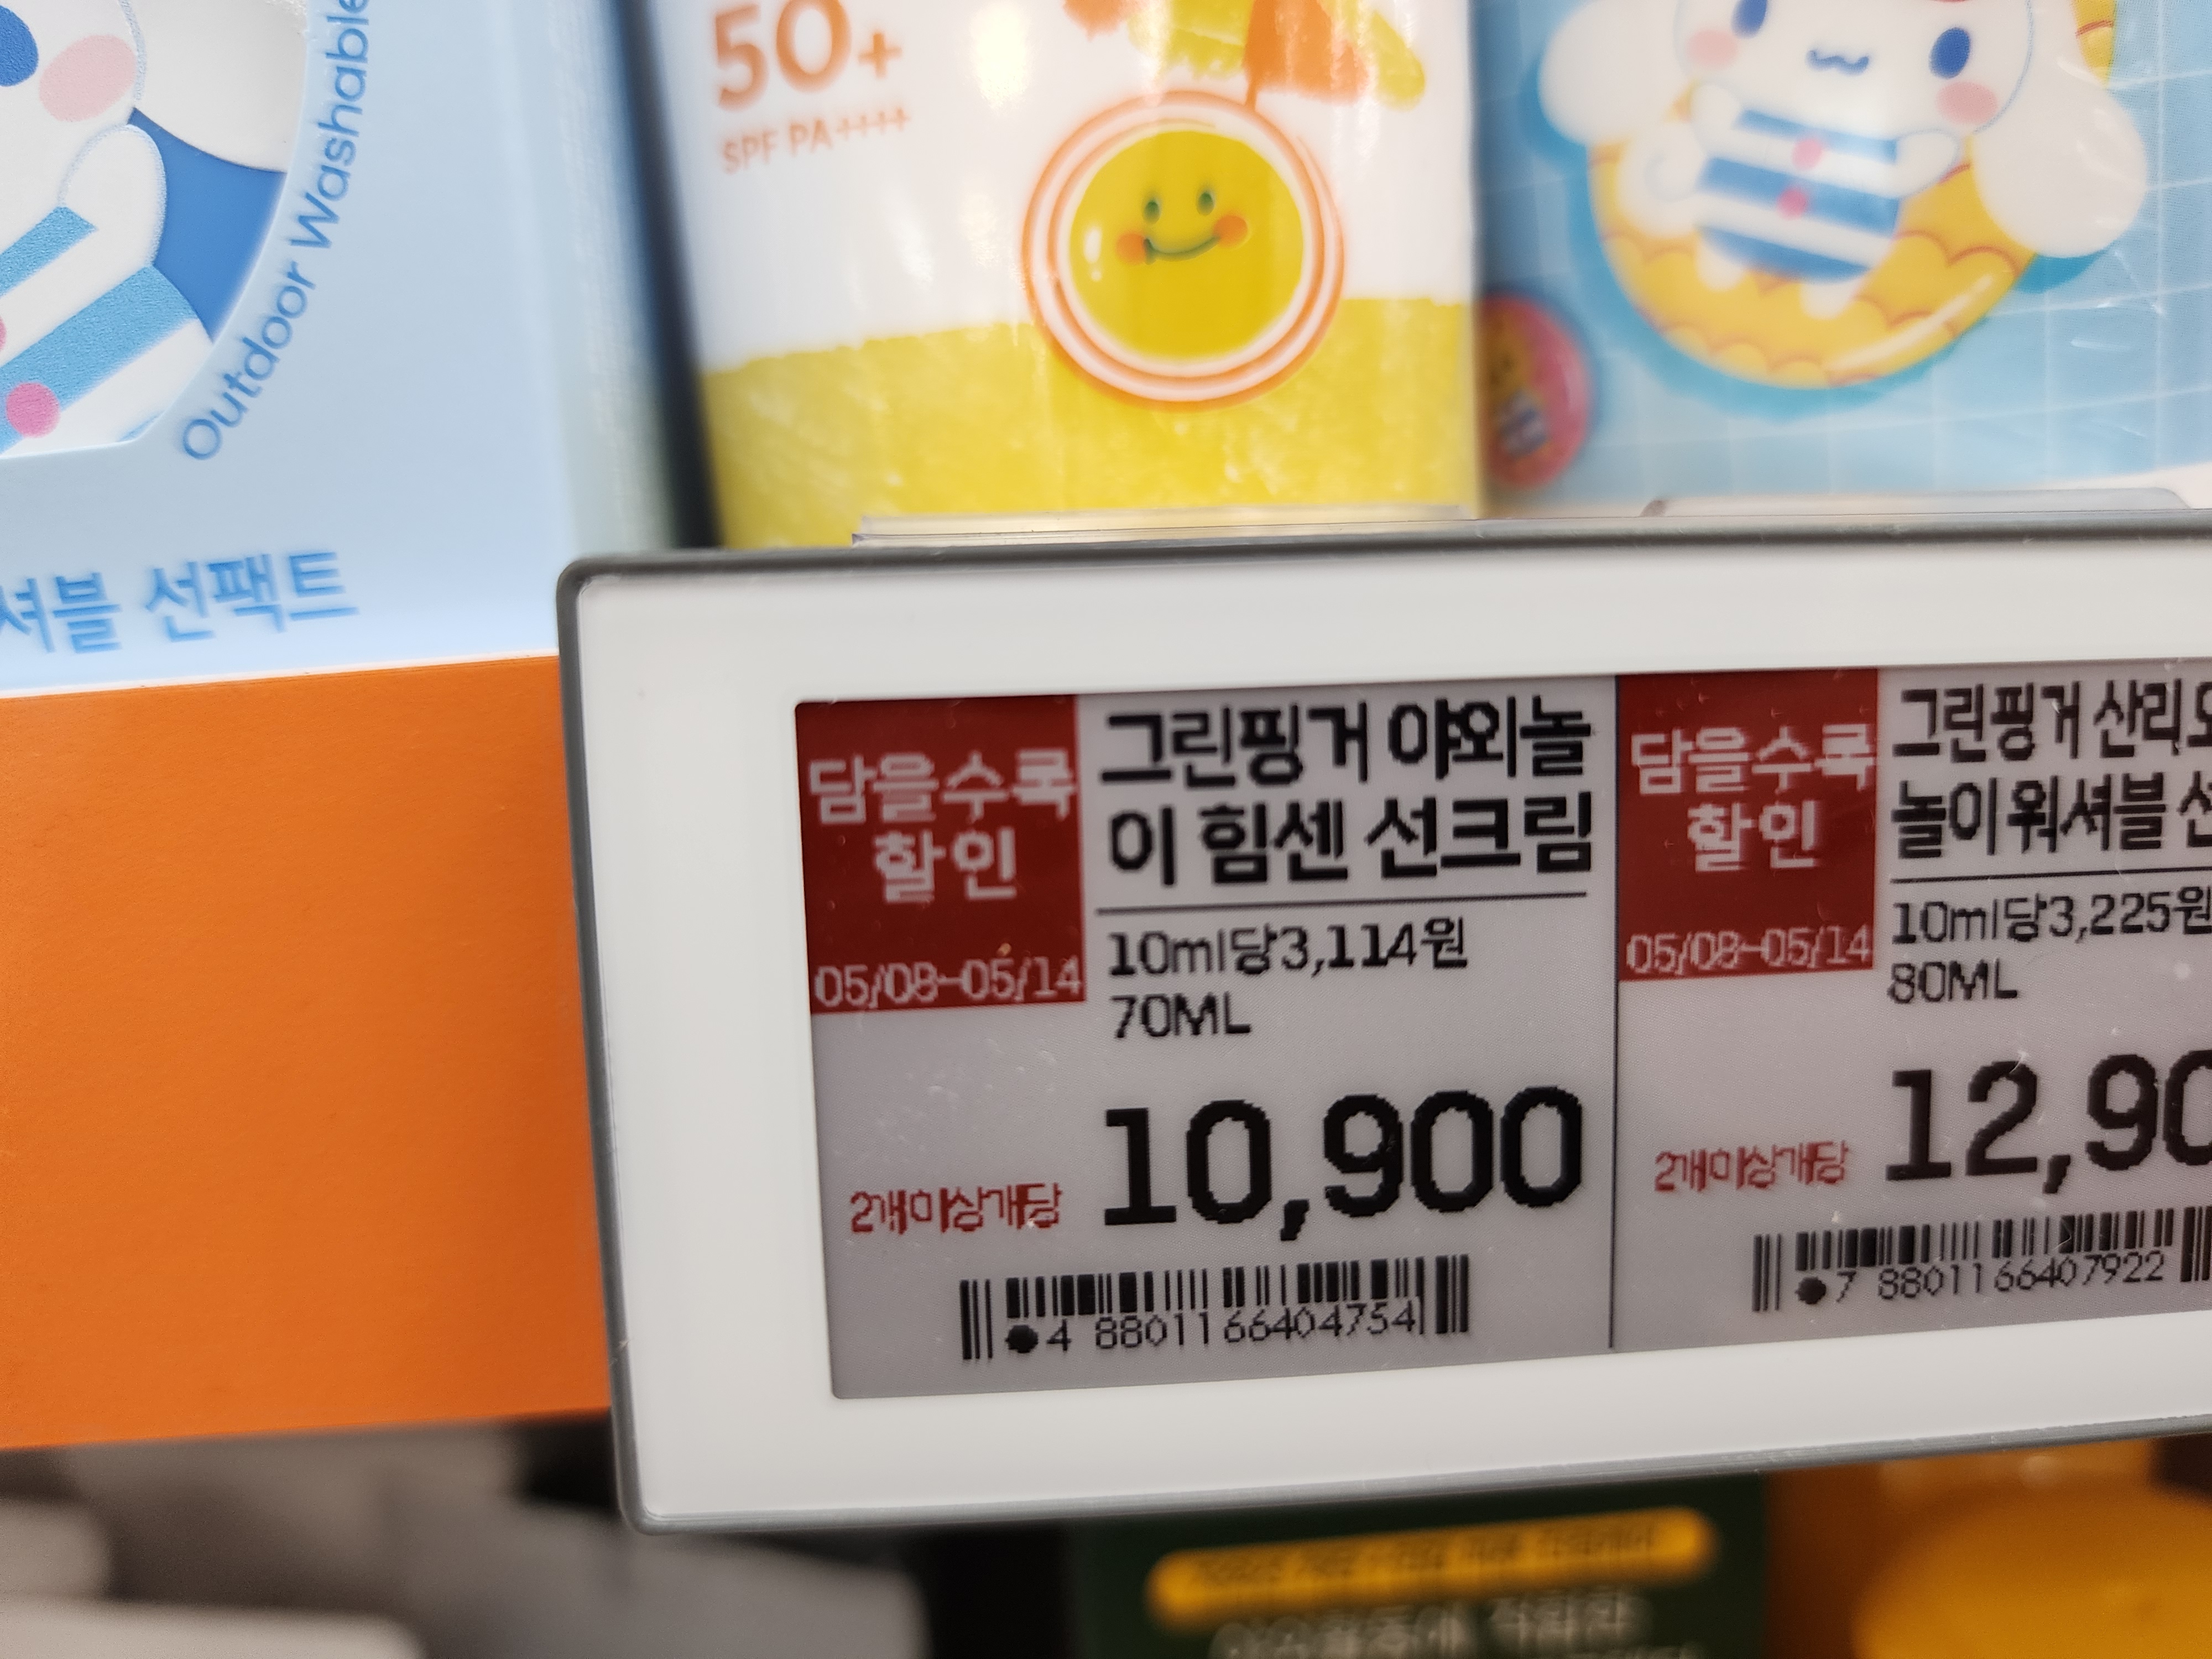 Outdoor Washable
셔블 선팩트
50+
SPF PA++++
담을수록
할인
05/08-05/14
그린핑거 야외놀
이 힘센 선크림
10ml당3,114원
70ML
2개이상개당
10,900
4 8801166404754
담을수록
할인
05/08-05/14
그린핑거 산리
놀이워셔블
10ml당3,225원
80ML
2개이상개당
12,90
7 8801166407922